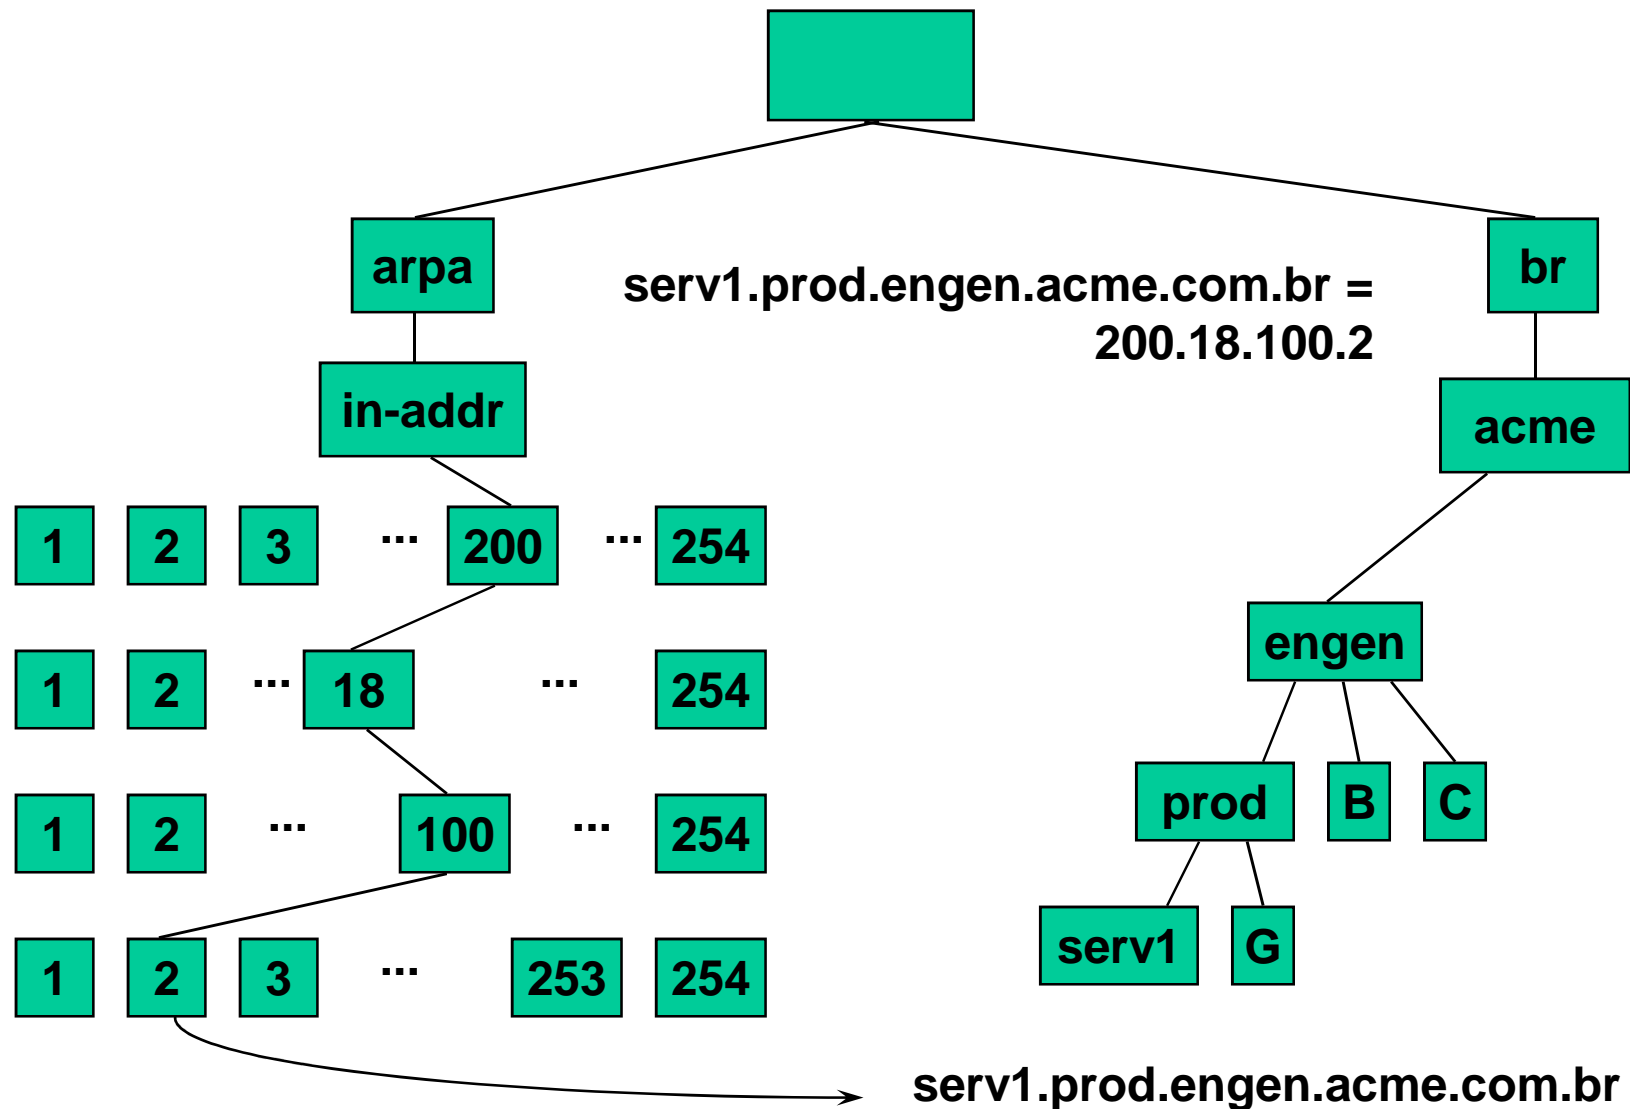 arpa
br
serv1.prod.engen.acme.com.br =
200.18.100.2
in-addr
acme
1 2 3 ... 200 ... 254
engen
1 2 ... 18 ... 254
prod B C
1 2 ... 100 ... 254
serv1 G
1 2 3 ... 253 254
serv1.prod.engen.acme.com.br